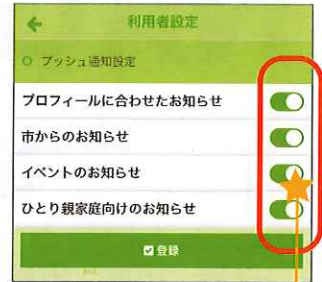 利用者設定
プッシュ通知設定
プロフィールに合わせたお知らせ
市からのお知らせ
イベントのお知らせ
ひとり親家庭向けのお知らせ
登録